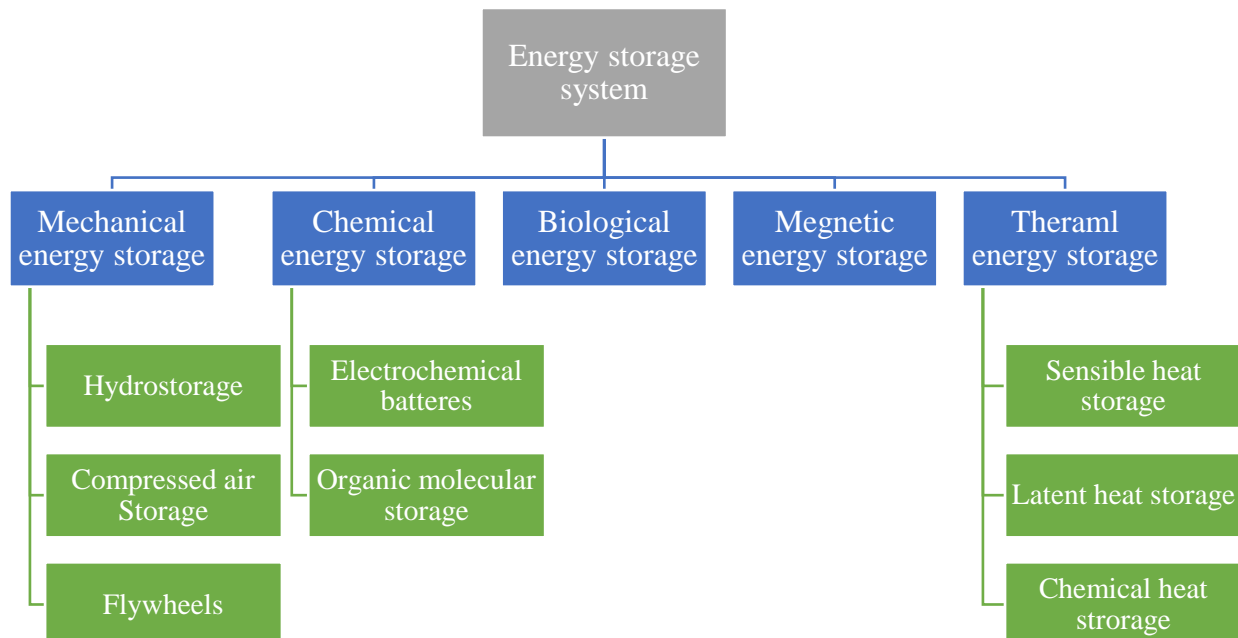 Energy storage
system
Mechanical
energy storage
Chemical
energy storage
Biological
energy storage
Megnetic
energy storage
Theraml
energy storage
Hydrostorage
Compressed air
Storage
Flywheels
Electrochemical
batteres
Organic molecular
storage
Sensible heat
storage
Latent heat storage
Chemical heat
strorage